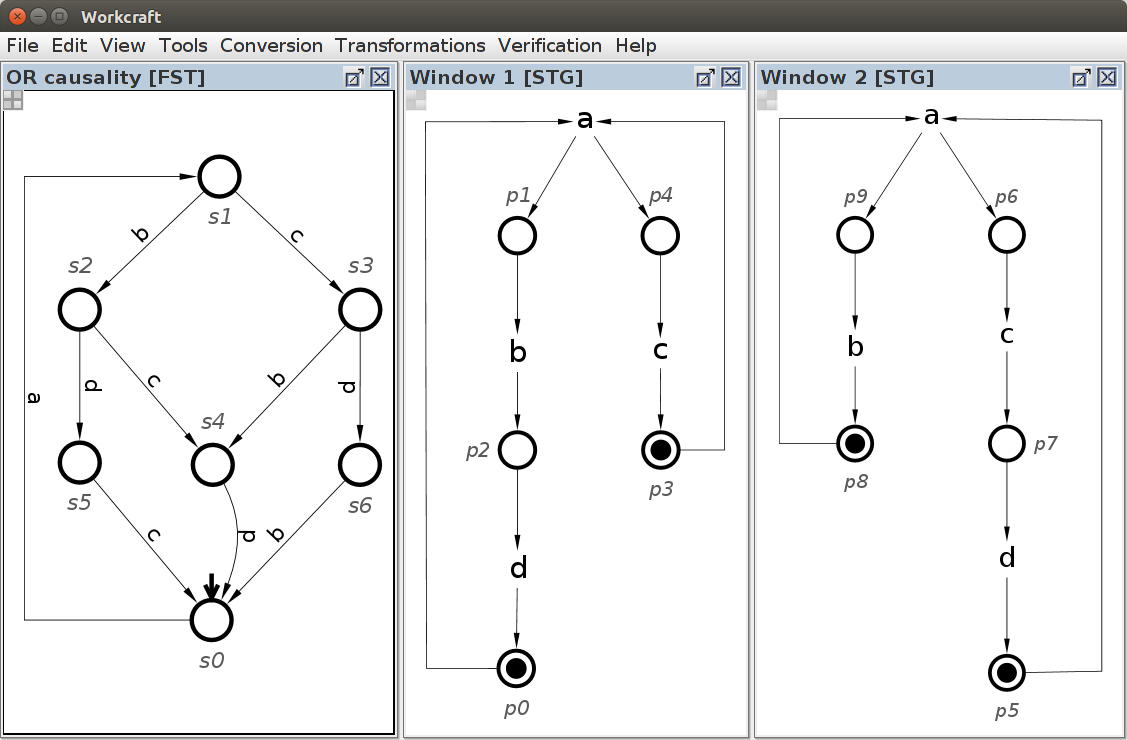 Workcraft
File Edit View Tools Conversion Transformations Verification Help
OR causality [FST]
s1
b
c
s2
s3
d
c
b
d
a
s4
s5
s6
c
d
b
s0
Window 1 [STG]
a
p1
p4
b
c
p2
p3
d
p0
Window 2 [STG]
a
p9
p6
b
c
p8
p7
d
p5